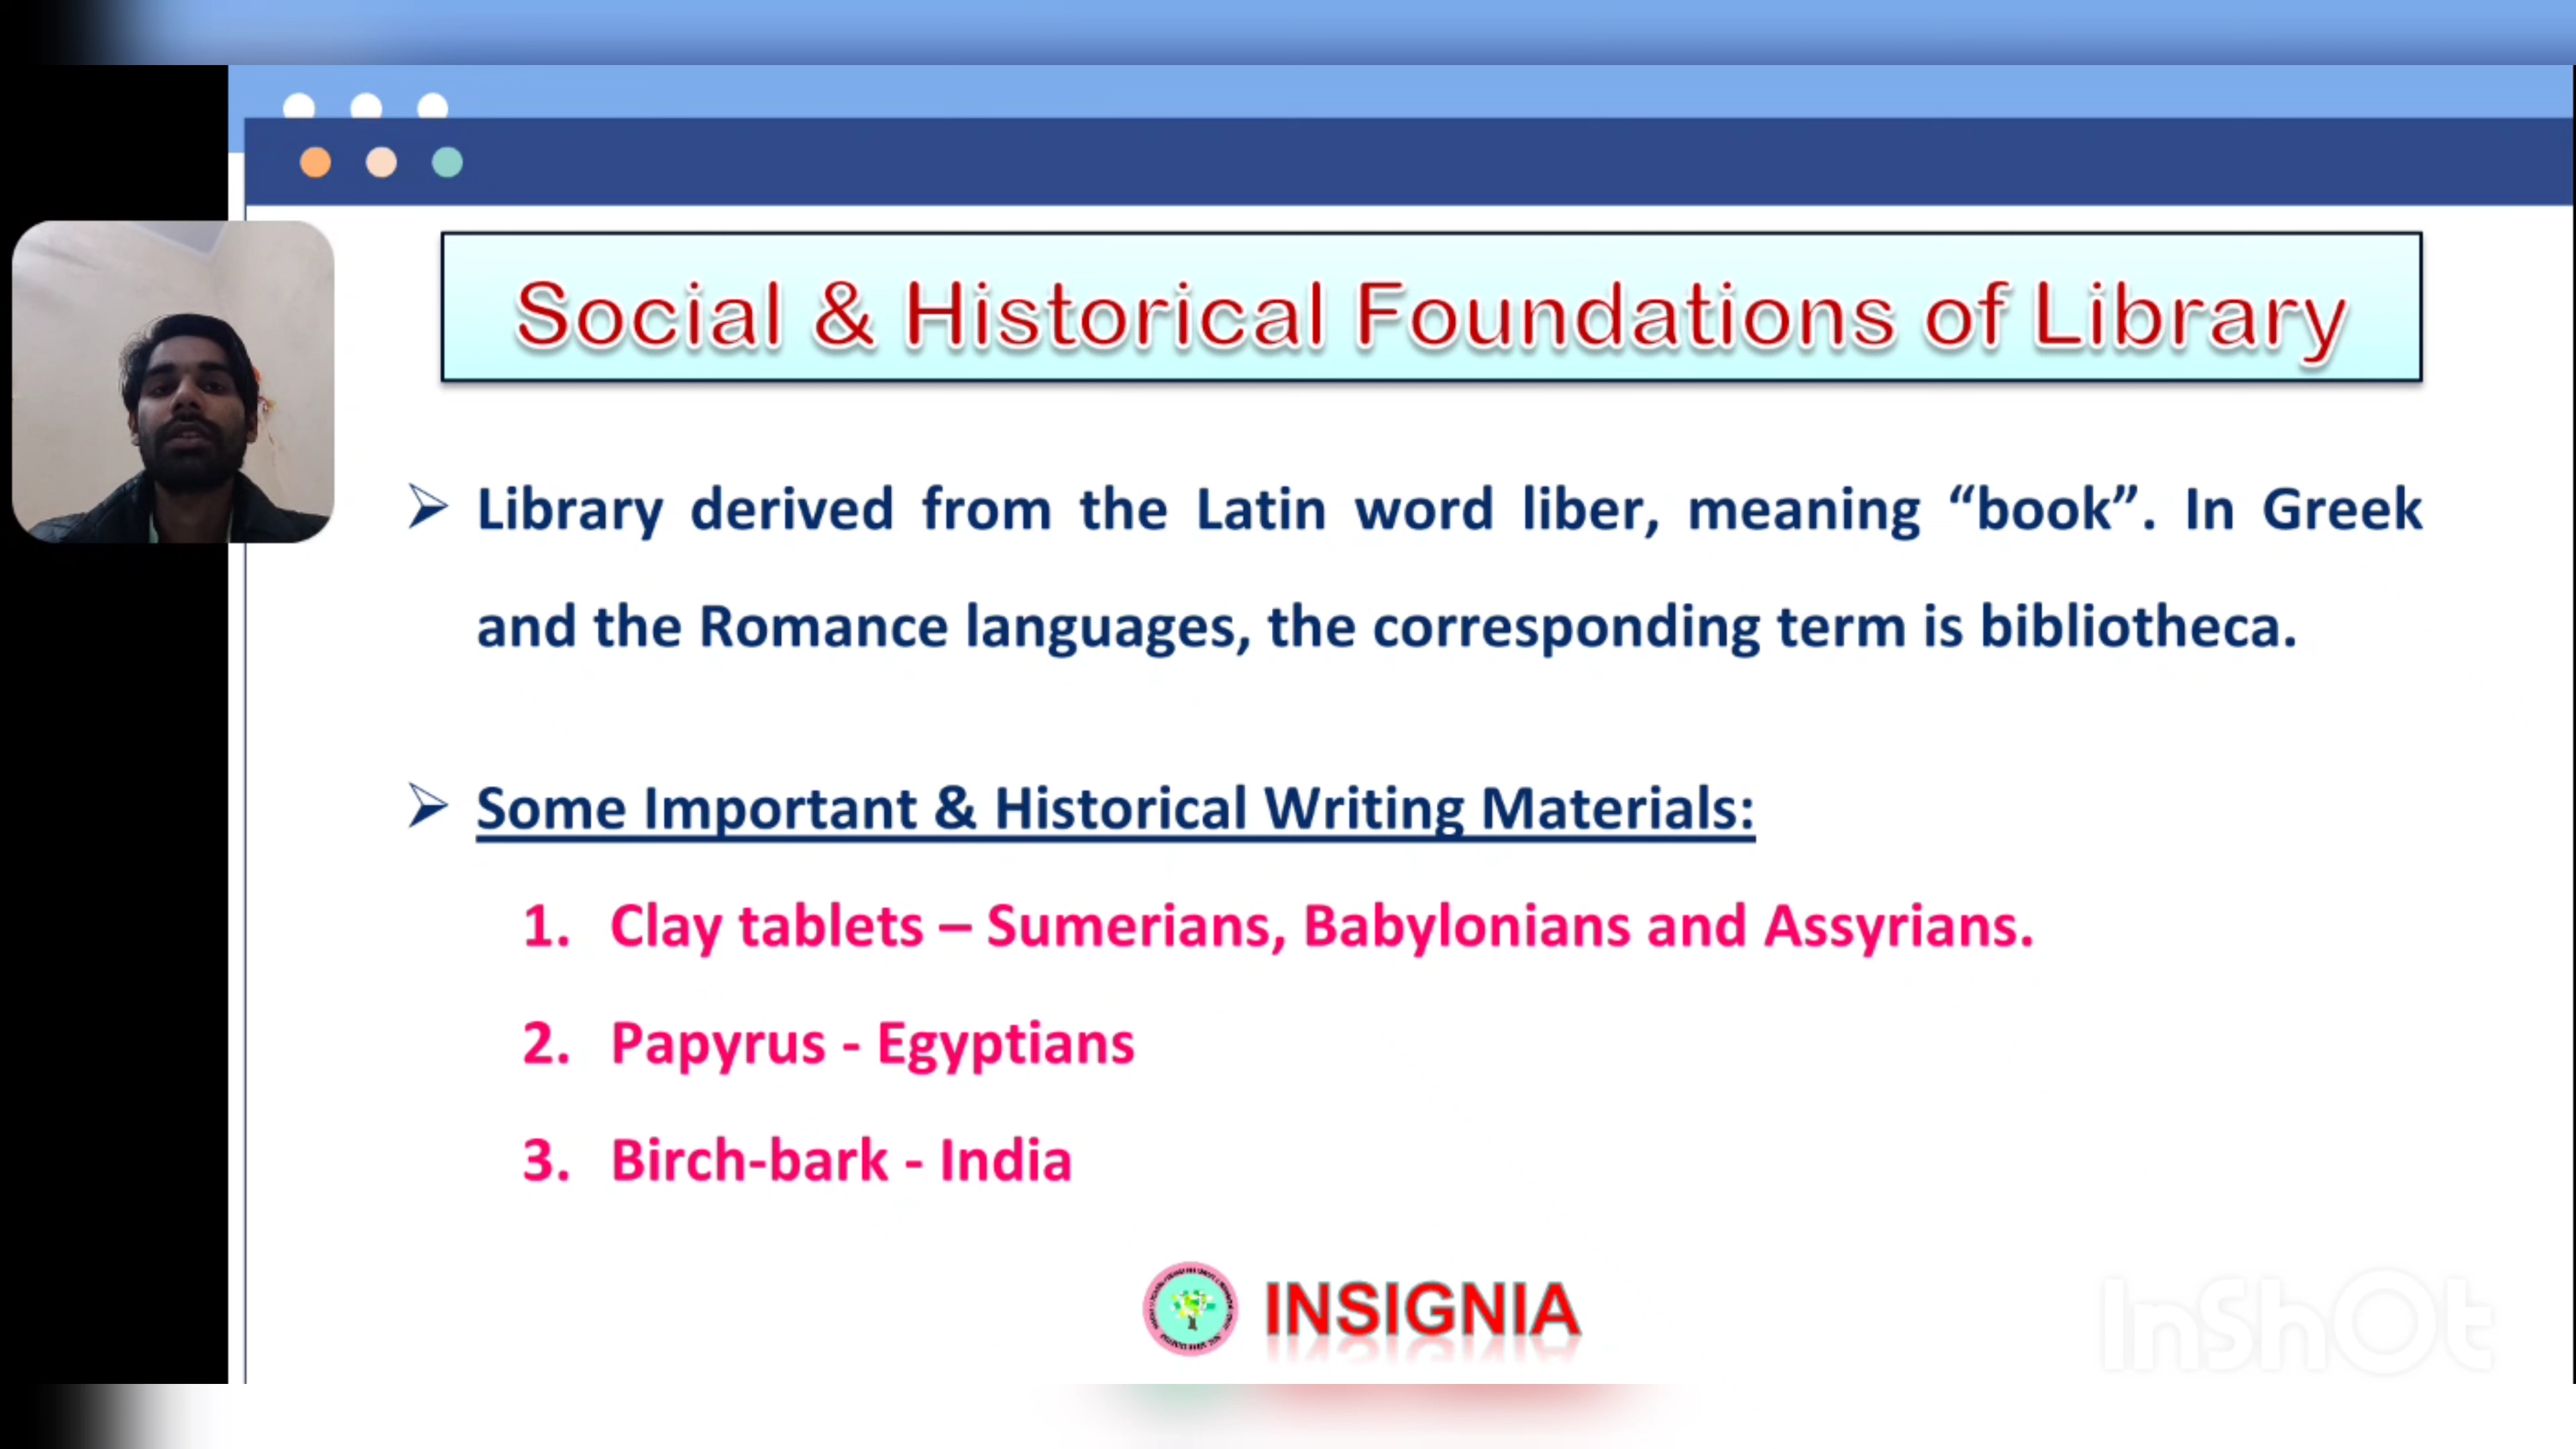 Social & Historical Foundations of Library
➢ Library derived from the Latin word liber, meaning “book”. In Greek
and the Romance languages, the corresponding term is bibliotheca.
➢ Some Important & Historical Writing Materials:
1. Clay tablets – Sumerians, Babylonians and Assyrians.
2. Papyrus - Egyptians
3. Birch-bark - India
INSIGNIA
InShOt